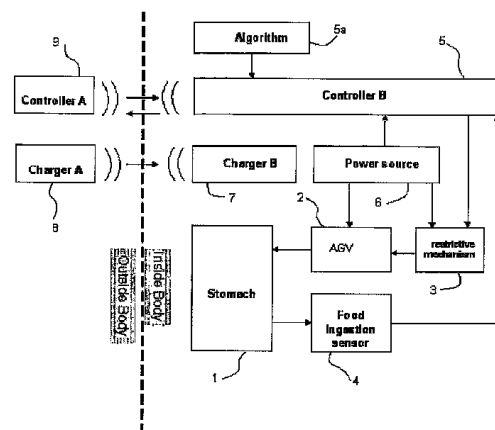 9
Algorithm
5a
5
Controller A
Controller B
Charger A
Charger B
Power source
8
7
2
6
AGV
restrictive
mechanism
3
Outside Body
Inside Body
Stomach
Food
Ingestion
sensor
1
4